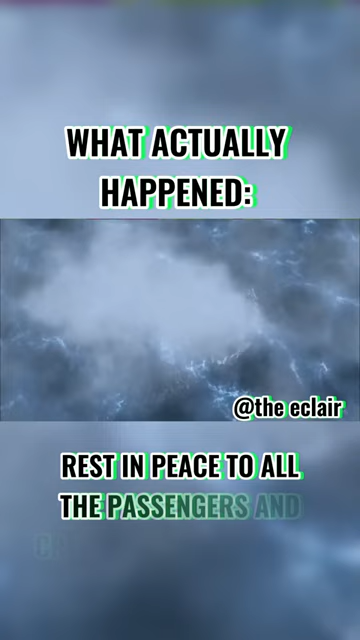 WHAT ACTUALLY
HAPPENED:
@the eclair
REST IN PEACE TO ALL
THE PASSENGERS AND